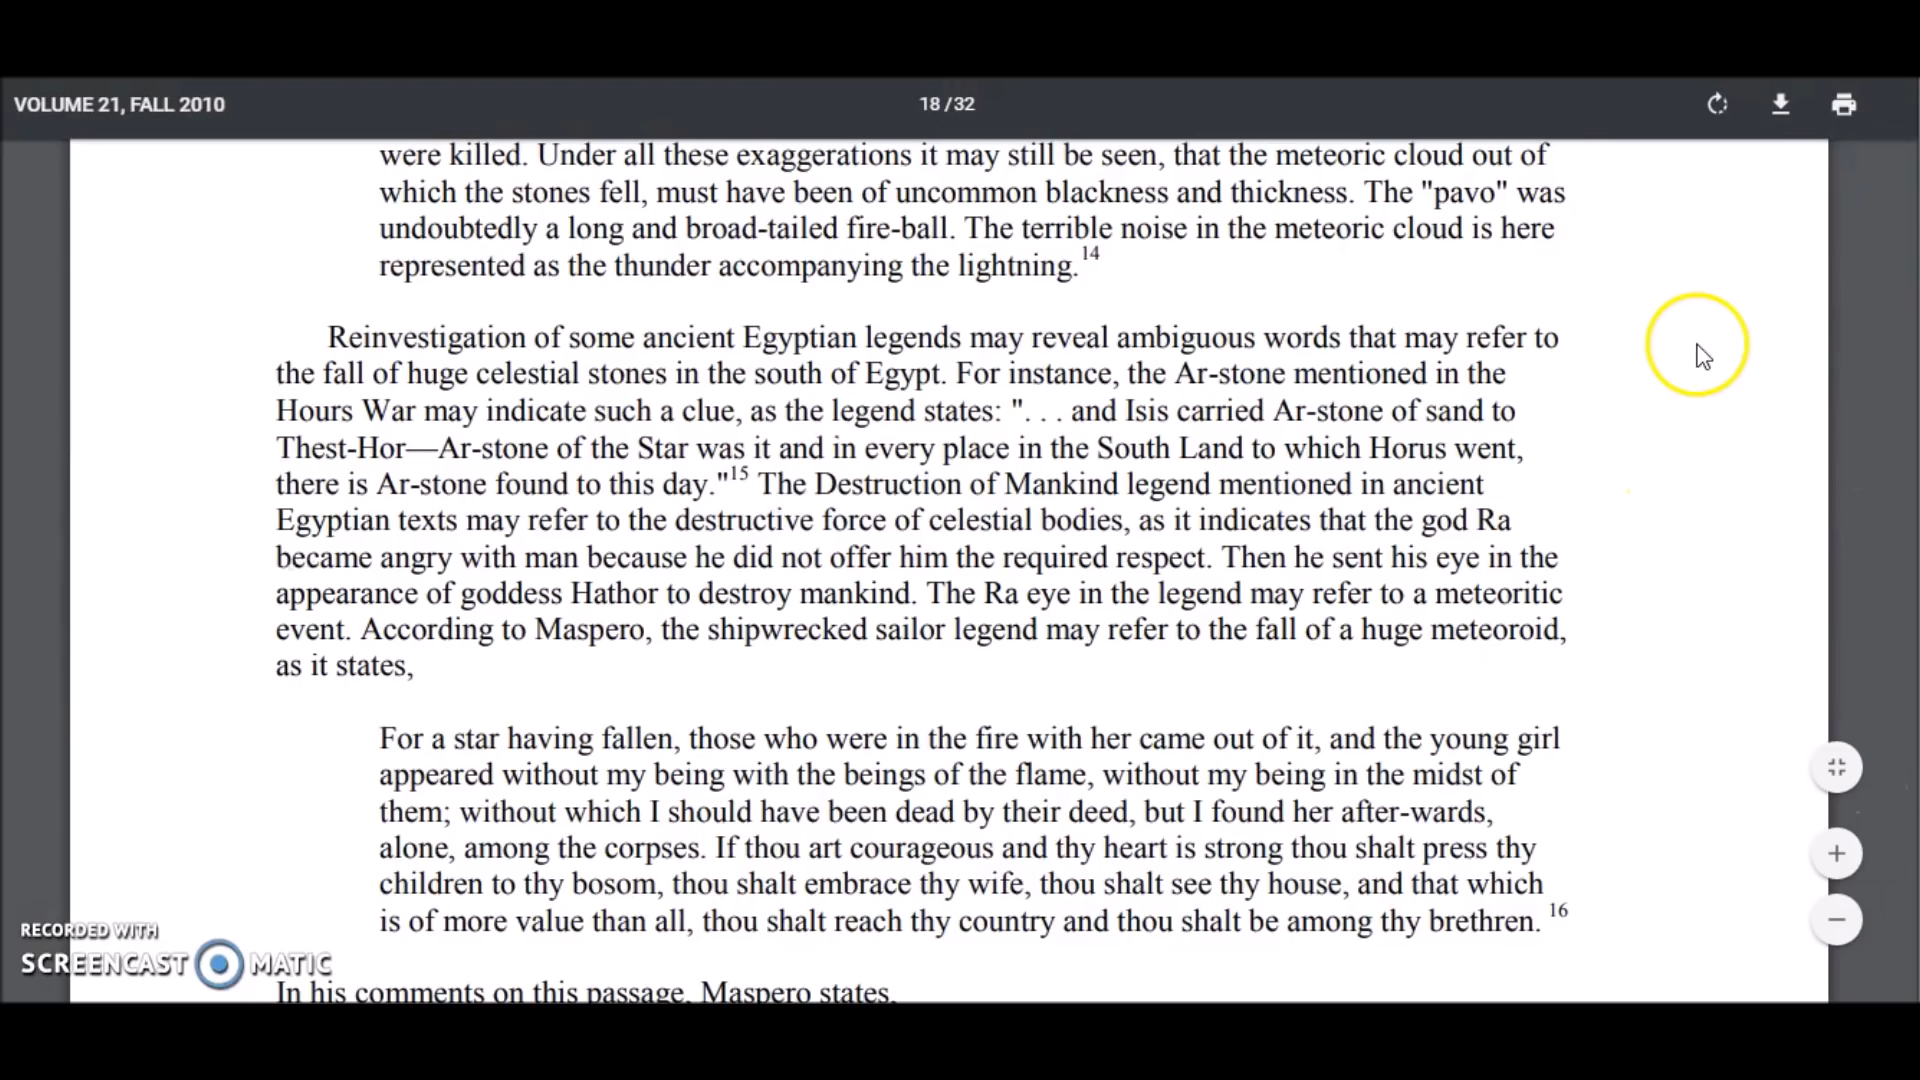 VOLUME 21, FALL 2010
18 / 32
were killed. Under all these exaggerations it may still be seen, that the meteoric cloud out of
which the stones fell, must have been of uncommon blackness and thickness. The "pavo" was
undoubtedly a long and broad-tailed fire-ball. The terrible noise in the meteoric cloud is here
represented as the thunder accompanying the lightning.14
Reinvestigation of some ancient Egyptian legends may reveal ambiguous words that may refer to
the fall of huge celestial stones in the south of Egypt. For instance, the Ar-stone mentioned in the
Hours War may indicate such a clue, as the legend states: ". . . and Isis carried Ar-stone of sand to
Thest-Hor—Ar-stone of the Star was it and in every place in the South Land to which Horus went,
there is Ar-stone found to this day."15 The Destruction of Mankind legend mentioned in ancient
Egyptian texts may refer to the destructive force of celestial bodies, as it indicates that the god Ra
became angry with man because he did not offer him the required respect. Then he sent his eye in the
appearance of goddess Hathor to destroy mankind. The Ra eye in the legend may refer to a meteoritic
event. According to Maspero, the shipwrecked sailor legend may refer to the fall of a huge meteoroid,
as it states,
For a star having fallen, those who were in the fire with her came out of it, and the young girl
appeared without my being with the beings of the flame, without my being in the midst of
them; without which I should have been dead by their deed, but I found her after-wards,
alone, among the corpses. If thou art courageous and thy heart is strong thou shalt press thy
children to thy bosom, thou shalt embrace thy wife, thou shalt see thy house, and that which
is of more value than all, thou shalt reach thy country and thou shalt be among thy brethren. 16
In his comments on this passage, Maspero states,
RECORDED WITH
SCREENCAST MATIC